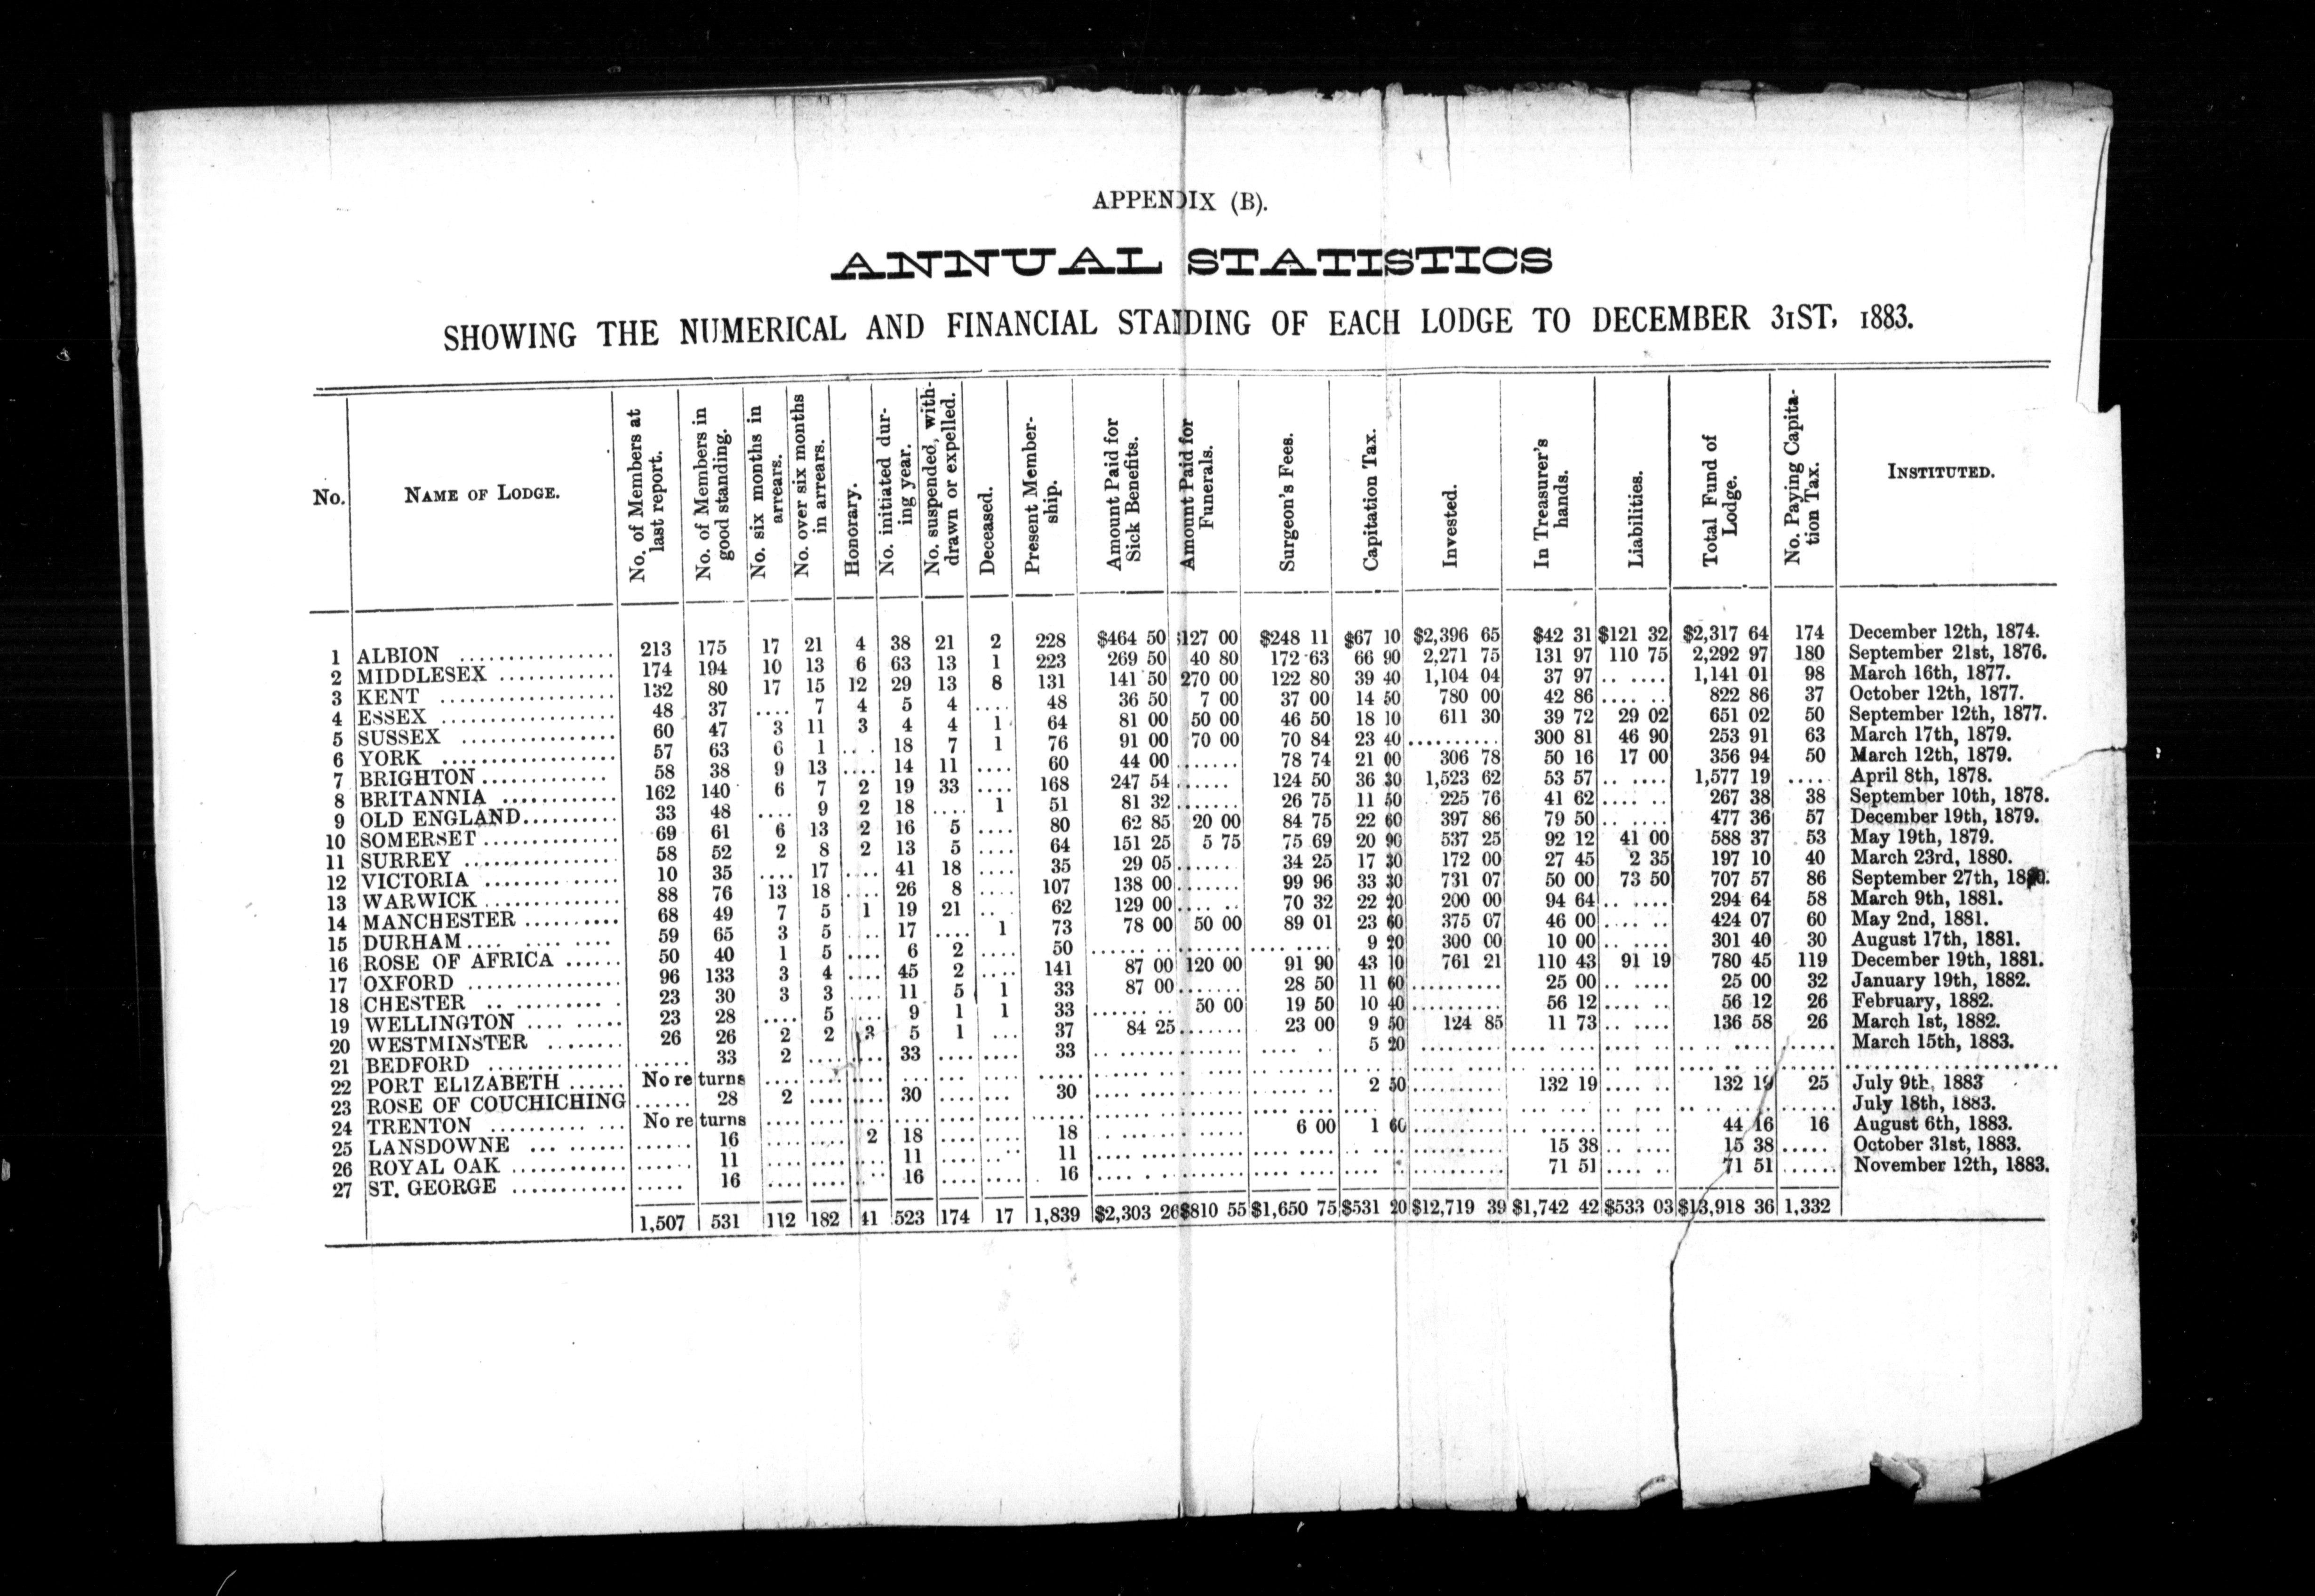 APPENDIX (B).
ANNUAL STATISTICS
SHOWING THE NUMERICAL AND FINANCIAL STANDING OF EACH LODGE TO DECEMBER 31ST, 1883.
No. NAME OF LODGE. No. of Members at last report. No. of Members in good standing. No. six months in arrears. No. over six months in arrears. Honorary. No. initiated during year. No. suspended, withdrawn or expelled. Deceased. Present Membership. Amount Paid for Sick Benefits. Amount Paid for Funerals. Surgeon's Fees. Capitation Tax. Invested. In Treasurer's hands. Liabilities. Total Fund of Lodge. No. Paying Capitation Tax. INSTITUTED.
1 ALBION ................ 213 175 17 21 4 38 21 2 228 $464 50 $127 00 $248 11 $67 10 $2,396 65 $42 31 $121 32 $2,317 64 174 December 12th, 1874.
2 MIDDLESEX ............ 174 194 10 13 6 63 13 1 223 269 50 40 80 172 63 66 90 2,271 75 131 97 110 75 2,292 97 180 September 21st, 1876.
3 KENT .................. 132 80 17 15 12 29 13 8 131 141 50 270 00 122 80 39 40 1,104 04 37 97 .. .... 1,141 01 98 March 16th, 1877.
4 ESSEX .................. 48 37 .... 7 4 5 4 .... 48 36 50 7 00 37 00 14 50 780 00 42 86 .... .. 822 86 37 October 12th, 1877.
5 SUSSEX ................ 60 47 3 11 3 4 4 1 64 81 00 50 00 46 50 18 10 611 30 39 72 29 02 651 02 50 September 12th, 1877.
6 YORK .................. 57 63 6 1 .... 18 7 1 76 91 00 70 00 70 84 23 40 .......... 300 81 46 90 253 91 63 March 17th, 1879.
7 BRIGHTON ............. 58 38 9 13 .... 14 11 .... 60 44 00 ....... 78 74 21 00 306 78 50 16 17 00 356 94 50 March 12th, 1879.
8 BRITANNIA ............ 162 140 6 7 2 19 33 .... 168 247 54 ...... 124 50 36 30 1,523 62 53 57 .. .... 1,577 19 .... April 8th, 1878.
9 OLD ENGLAND .......... 33 48 .... 9 2 18 .... 1 51 81 32 ....... 26 75 11 50 225 76 41 62 .... .. 267 38 38 September 10th, 1878.
10 SOMERSET .............. 69 61 6 13 2 16 5 .... 80 62 85 20 00 84 75 22 60 397 86 79 50 .. .... 477 36 57 December 19th, 1879.
11 SURREY ................ 58 52 2 8 2 13 5 .... 64 151 25 5 75 75 69 20 90 537 25 92 12 41 00 588 37 53 May 19th, 1879.
12 VICTORIA .............. 10 35 .... 17 .... 41 18 .... 35 29 05 ....... 34 25 17 30 172 00 27 45 2 35 197 10 40 March 23rd, 1880.
13 WARWICK .............. 88 76 13 18 .... 26 8 .... 107 138 00 ....... 99 96 33 30 731 07 50 00 73 50 707 57 86 September 27th,
14 MANCHESTER .......... 68 49 7 5 1 19 21 .... 62 129 00 .... .. 70 32 22 20 200 00 94 64 .. .... 294 64 58 March 9th, 1881.
15 DURHAM .... .... .... 59 65 3 5 .... 17 .... 1 73 78 00 50 00 89 01 23 60 375 07 46 00 .... .. 424 07 60 May 2nd, 1881.
16 ROSE OF AFRICA ...... 50 40 1 5 .... 6 2 .... 50 ...... .. ....... .... .... 9 20 300 00 10 00 .. .... 301 40 30 August 17th, 1881.
17 OXFORD ................ 96 133 3 4 .... 45 2 .... 141 87 00 120 00 91 90 43 10 761 21 110 43 91 19 780 45 119 December 19th, 1881.
18 CHESTER .. .......... 23 30 3 3 .... 11 5 1 33 87 00 ....... 28 50 11 60 .......... 25 00 .. .... 25 00 32 January 19th, 1882.
19 WELLINGTON .... ..... 23 28 .... 5 .... 9 1 1 33 ...... .. 50 00 19 50 10 40 .......... 56 12 .... .. 56 12 26 February, 1882.
20 WESTMINSTER ........ 26 26 2 2 3 5 1 ... 37 84 25 ....... 23 00 9 50 124 85 11 73 .. .... 136 58 26 March 1st, 1882.
21 BEDFORD .............. ...... 33 2 .... .... 33 .... .... 33 .............. .... .. 5 20 .......... .... .... .... .. .. .... ...... March 15th, 1883.
22 PORT ELIZABETH ...... No returns .... .... .... .... .... .... ......
23 ROSE OF COUCHICHING ...... 28 2 .... .... 30 .... .... 30 .... ........ .... .. 2 50 .......... 132 19 .... .. 132 19 25 July 9th, 1883
24 TRENTON .......... ... No returns .... .... .... .... .... .... ...... July 18th, 1883.
25 LANSDOWNE ... ....... ...... 16 .... .... 2 18 .... .... 18 .... ...... 6 00 1 60 .......... .... .... 44 16 16 August 6th, 1883.
26 ROYAL OAK ............ ...... 11 .... .... .... 11 .... .... 11 .... ........ .... .... .......... 15 38 .. .... 15 38 ..... October 31st, 1883.
27 ST. GEORGE ............ ..... 16 .... .... .... 16 .... .... 16 .... ........ .... .... .......... 71 51 .... .. 71 51 ...... November 12th, 1883.
1,507 531 112 182 41 523 174 17 1,839 $2,303 26 $810 55 $1,650 75 $531 20 $12,719 39 $1,742 42 $533 03 $13,918 36 1,332